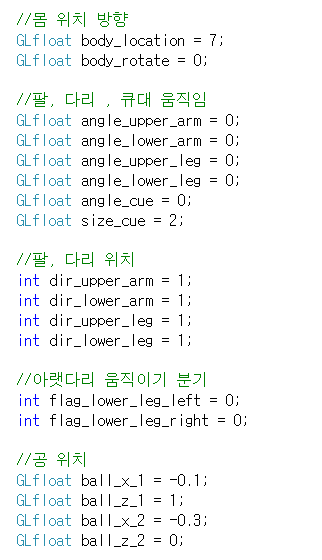 //몸 위치 방향
GLfloat body_location = 7;
GLfloat body_rotate = 0;
//팔, 다리 , 큐대 움직임
GLfloat angle_upper_arm = 0;
GLfloat angle_lower_arm = 0;
GLfloat angle_upper_leg = 0;
GLfloat angle_lower_leg = 0;
GLfloat angle_cue = 0;
GLfloat size_cue = 2;
//팔, 다리 위치
int dir_upper_arm = 1;
int dir_lower_arm = 1;
int dir_upper_leg = 1;
int dir_lower_leg = 1;
//아랫다리 움직이기 분기
int flag_lower_leg_left = 0;
int flag_lower_leg_right = 0;
//공 위치
GLfloat ball_x_1 = -0.1;
GLfloat ball_z_1 = 1;
GLfloat ball_x_2 = -0.3;
GLfloat ball_z_2 = 0;